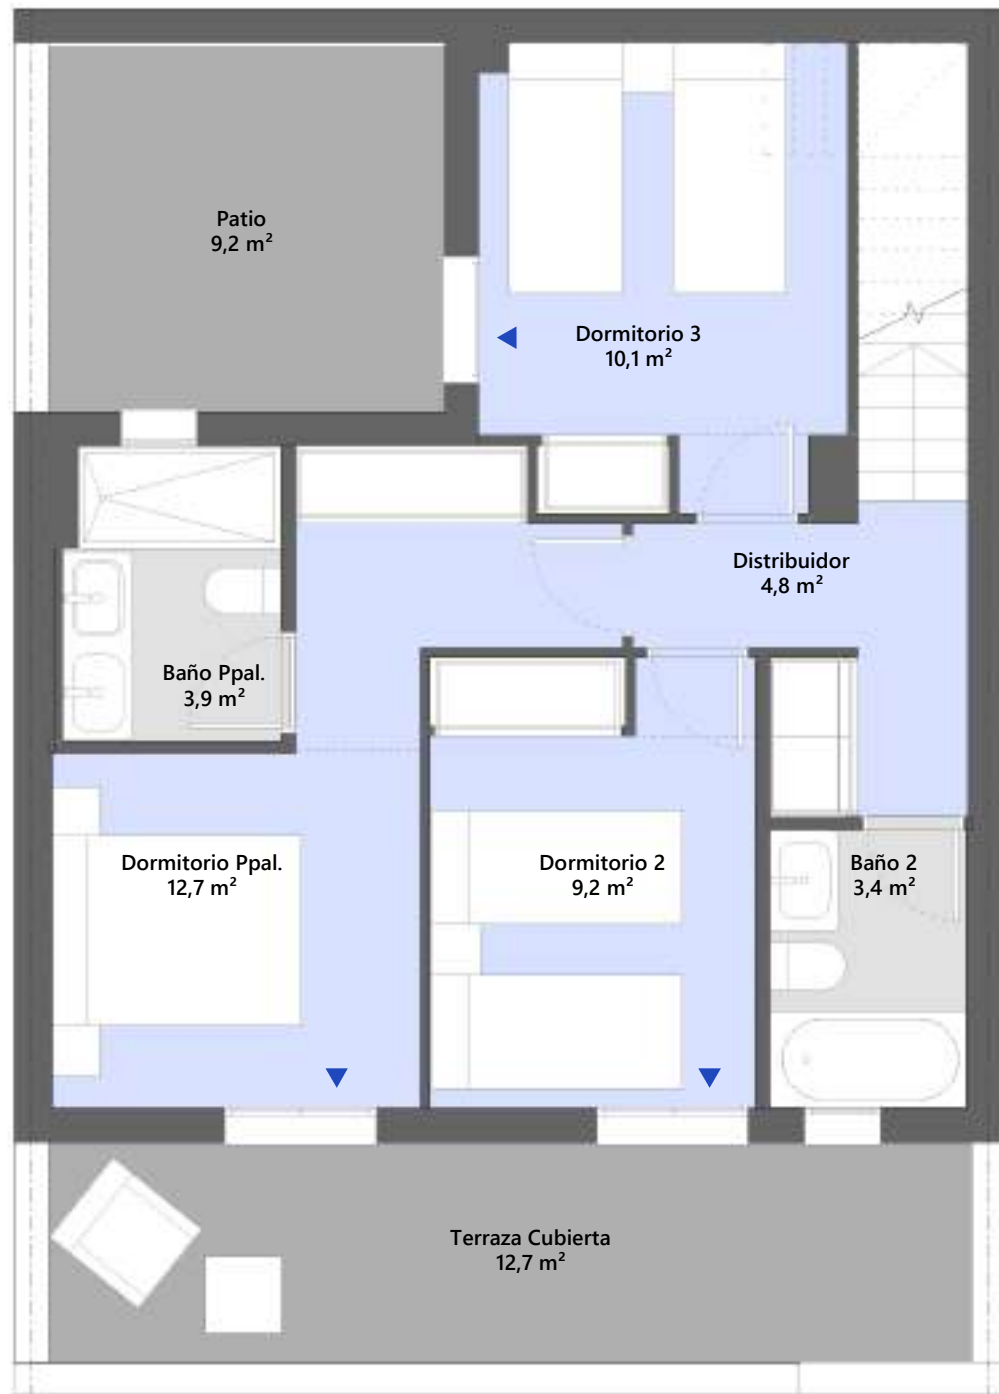 Patio
9,2 m²
Dormitorio 3
10,1 m²
Distribuidor
4,8 m²
Baño Ppal.
3,9 m²
Dormitorio Ppal.
12,7 m²
Dormitorio 2
9,2 m²
Baño 2
3,4 m²
Terraza Cubierta
12,7 m²